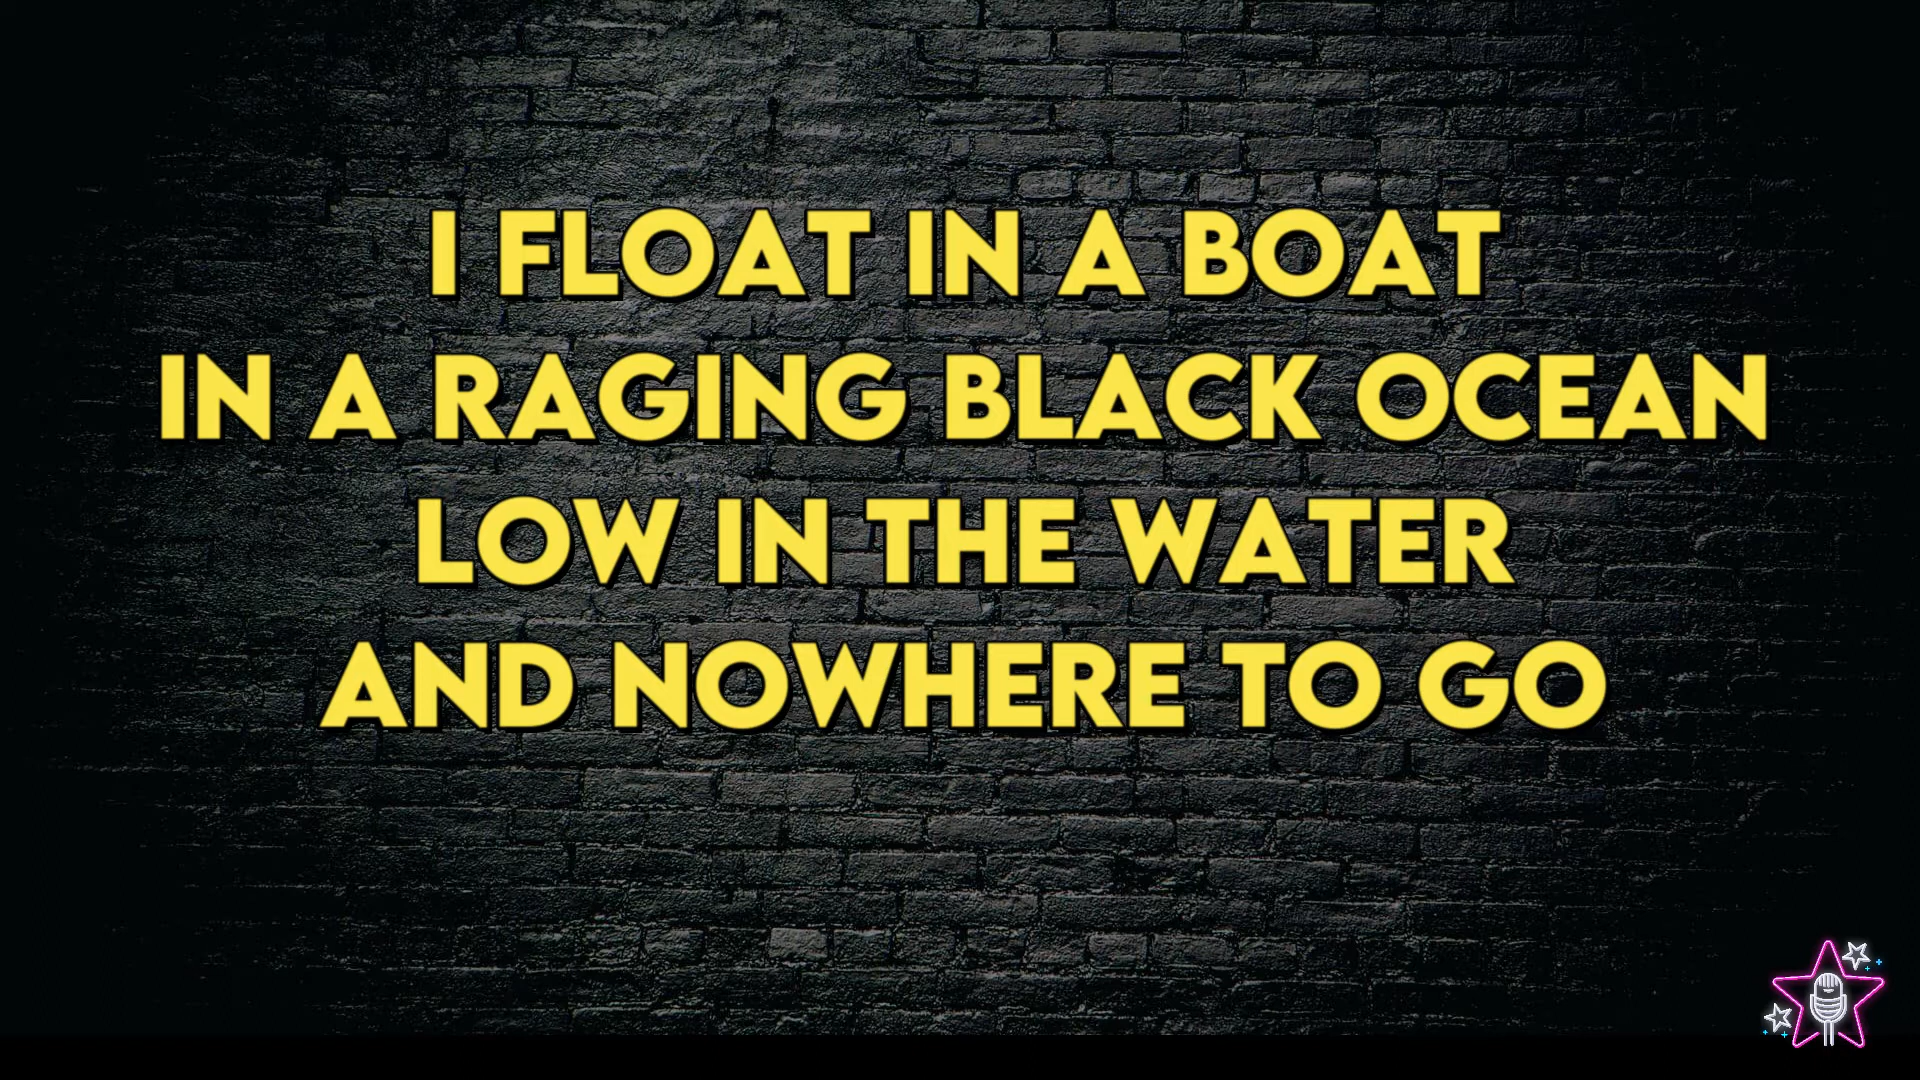 I FLOAT IN A BOAT
IN A RAGING BLACK OCEAN
LOW IN THE WATER
AND NOWHERE TO GO